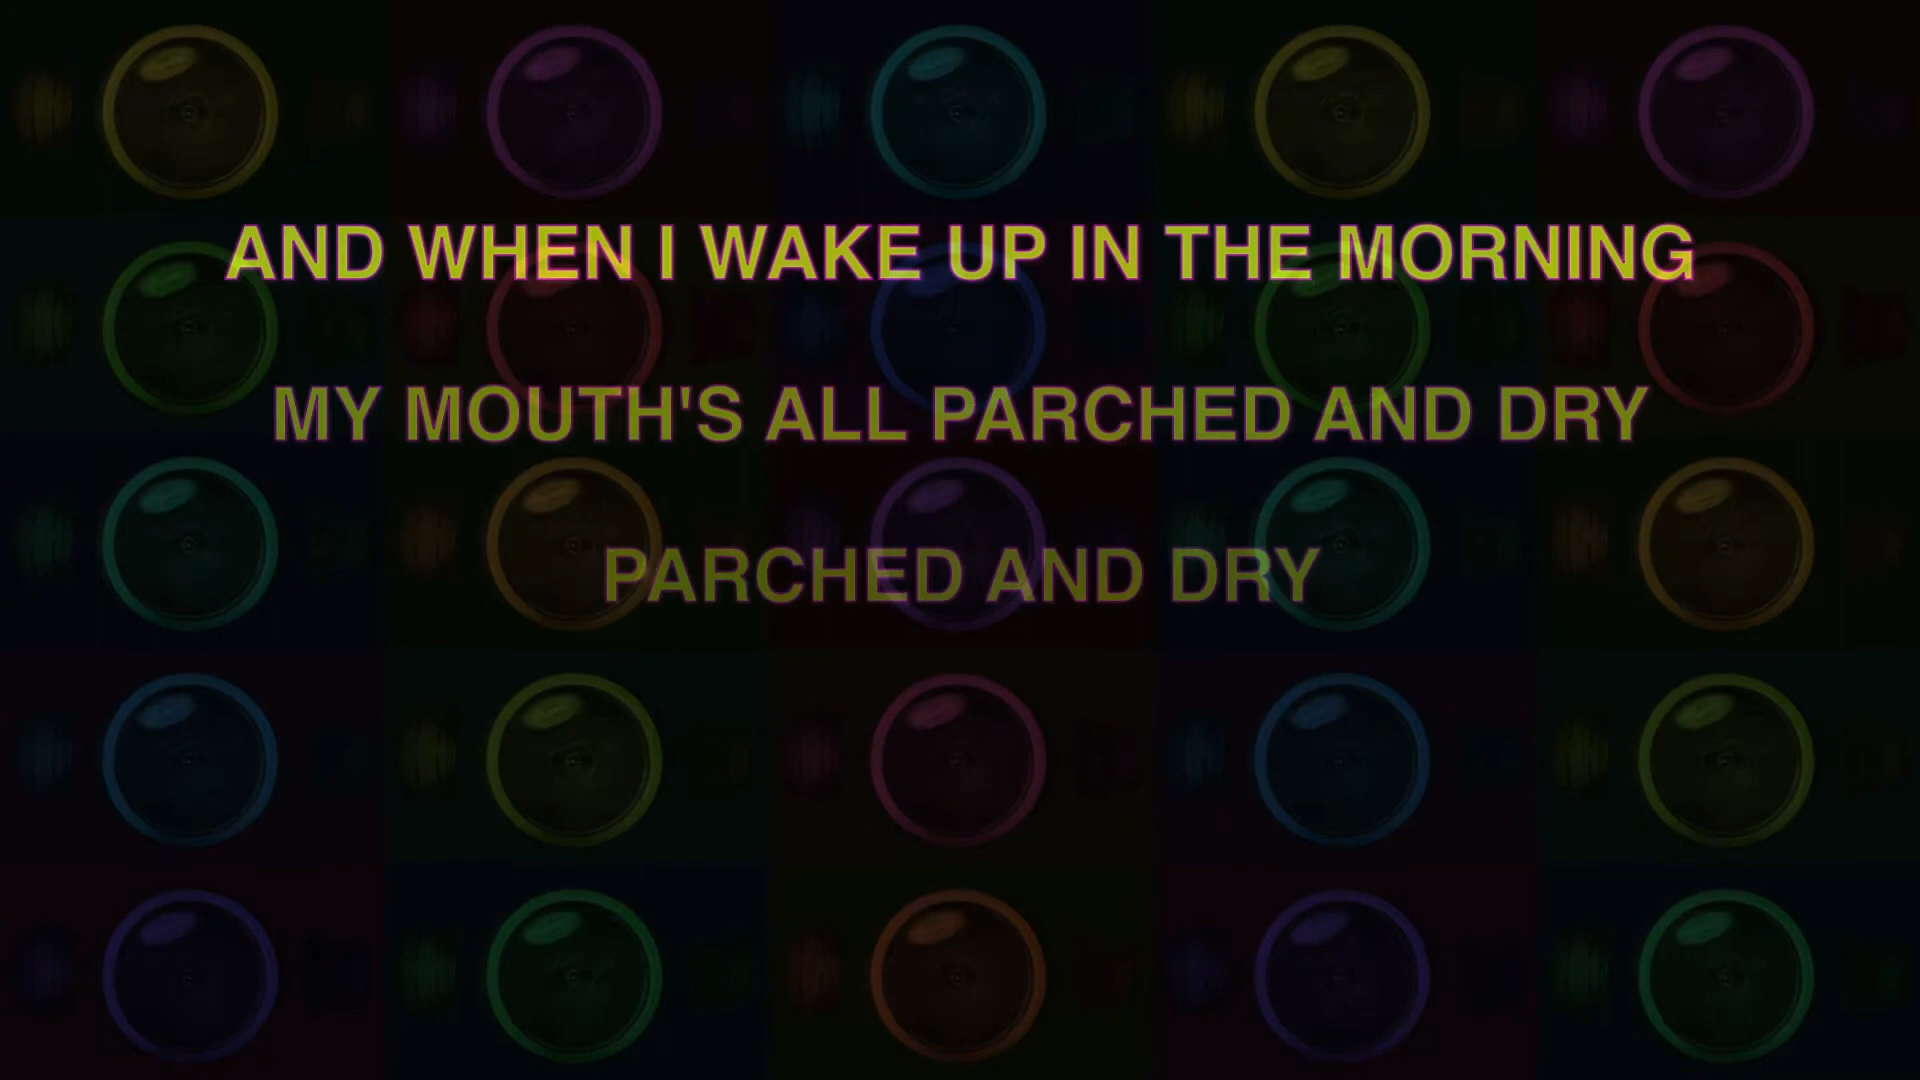 AND WHEN I WAKE UP IN THE MORNING
MY MOUTH'S ALL PARCHED AND DRY
PARCHED AND DRY